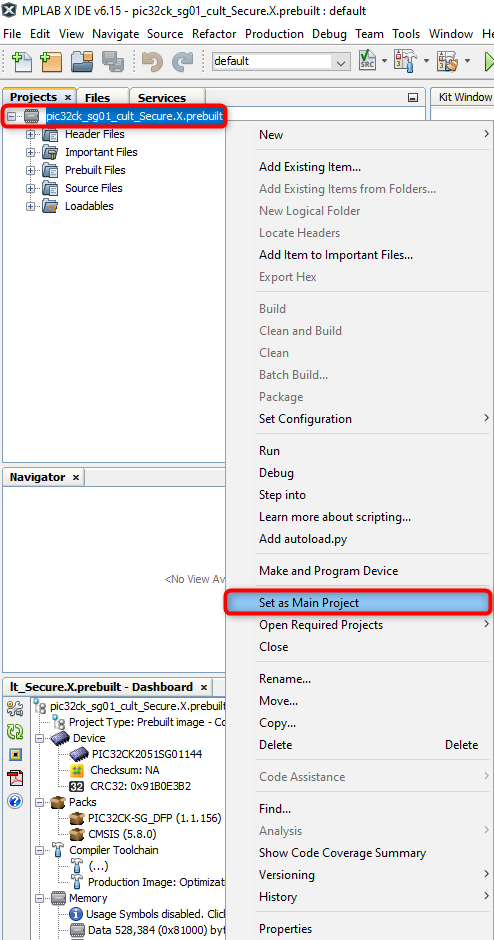 MPLAB X IDE v6.15 - pic32ck_sg01_cult_Secure.X.prebuilt : default
File Edit View Navigate Source Refactor Production Debug Team Tools Window H
default
SRC
Projects × Files Services
Kit Window
pic32ck_sg01_cult_Secure.X.prebuilt
Header Files
Important Files
Prebuilt Files
Source Files
Loadables
New
Add Existing Item...
Add Existing Items from Folders...
New Logical Folder
Locate Headers
Add Item to Important Files...
Export Hex
Build
Clean and Build
Clean
Batch Build...
Package
Set Configuration
Run
Debug
Step into
Learn more about scripting...
Add autoload.py
Make and Program Device
Set as Main Project
Open Required Projects
Close
Rename...
Move...
Copy...
Delete Delete
Code Assistance
Find...
Analysis
Show Code Coverage Summary
Versioning
History
Properties
Navigator ×
<No View Av
lt_Secure.X.prebuilt - Dashboard ×
pic32ck_sg01_cult_Secure.X.prebuilt
Project Type: Prebuilt image - Co
Device
PIC32CK2051SG01144
Checksum: NA
32 CRC32: 0x91B0E3B2
Packs
PIC32CK-SG_DFP (1.1.156)
CMSIS (5.8.0)
Compiler Toolchain
(...)
Production Image: Optimizat
Memory
Usage Symbols disabled. Clic
Data 528,384 (0x81000) byt